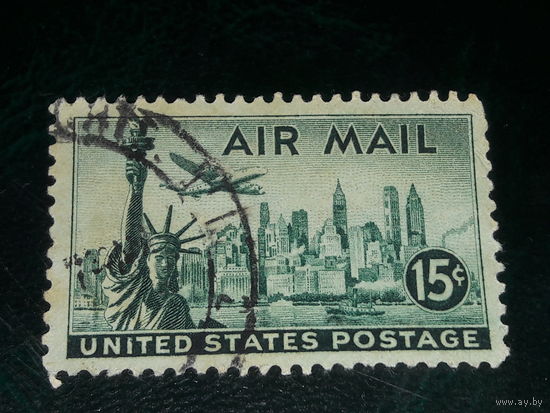 AIR MAIL
15¢
UNITED STATES POSTAGE
www.ay.by